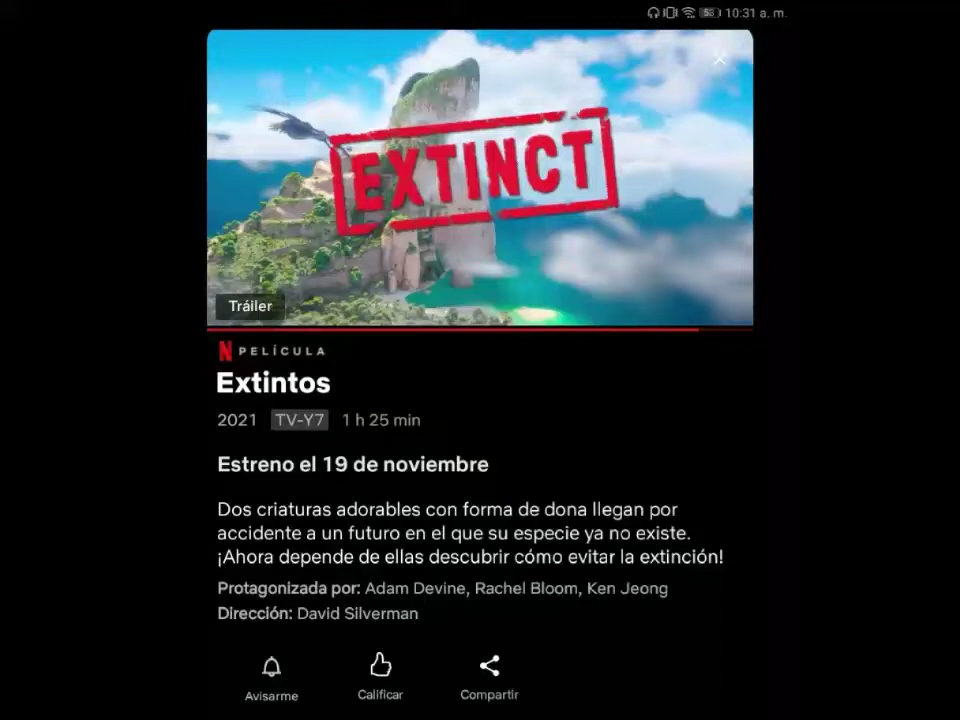 53 10:31 a. m.
EXTINCT
Tráiler
N PELÍCULA
Extintos
2021 TV-Y7 1 h 25 min
Estreno el 19 de noviembre
Dos criaturas adorables con forma de dona llegan por
accidente a un futuro en el que su especie ya no existe.
¡Ahora depende de ellas descubrir cómo evitar la extinción!
Protagonizada por: Adam Devine, Rachel Bloom, Ken Jeong
Dirección: David Silverman
Avisarme Calificar Compartir